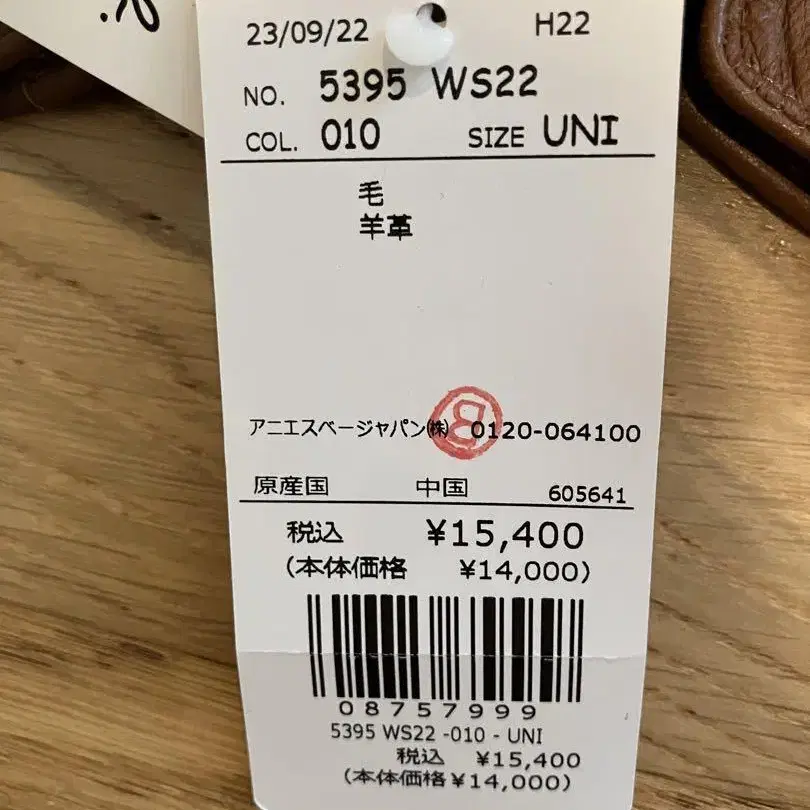 23/09/22 H22
NO. 5395 WS22
COL. 010 SIZE UNI
毛
羊革
アニエスベージャパン㈱ 0120-064100
B
原産国 中国 605641
税込 ¥15,400
(本体価格 ¥14,000)
08757999
5395 WS22 -010 - UNI
税込 ¥15,400
(本体価格¥14,000)